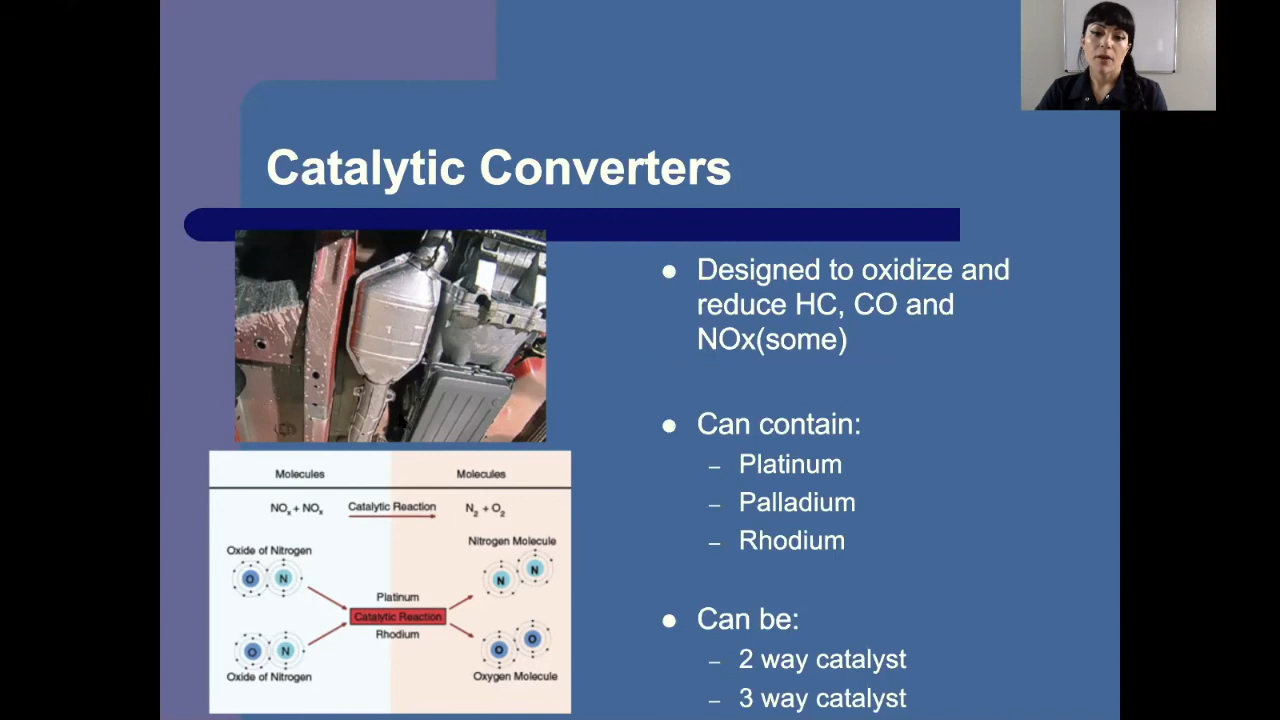 Catalytic Converters
● Designed to oxidize and
reduce HC, CO and
NOx(some)
● Can contain:
– Platinum
– Palladium
– Rhodium
● Can be:
– 2 way catalyst
– 3 way catalyst
Molecules Molecules
NOx + NOx Catalytic Reaction N2 + O2
Oxide of Nitrogen Nitrogen Molecule
O N N N
Platinum
Catalytic Reaction
Rhodium
O N O O
Oxide of Nitrogen Oxygen Molecule